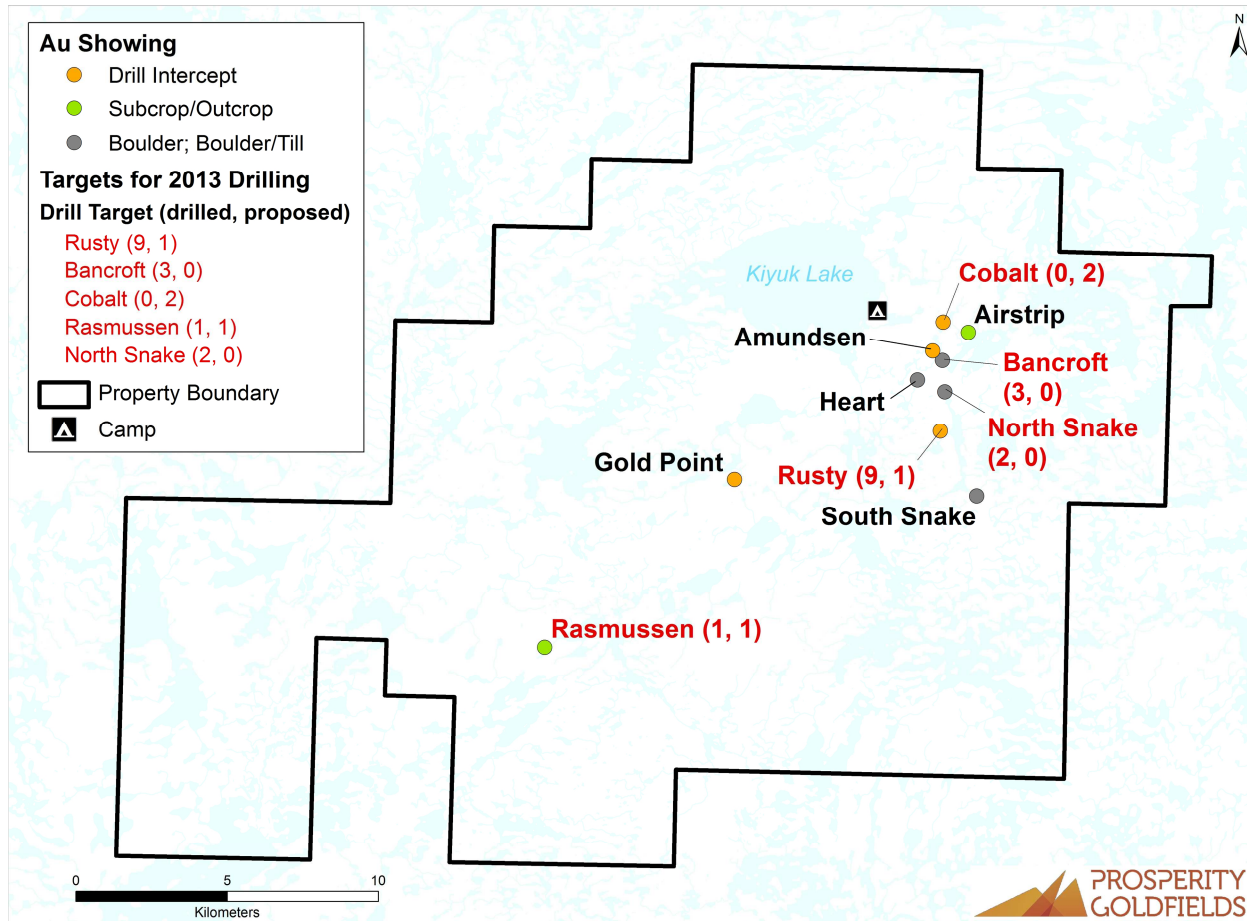 Au Showing
Drill Intercept
Subcrop/Outcrop
Boulder; Boulder/Till
Targets for 2013 Drilling
Drill Target (drilled, proposed)
Rusty (9, 1)
Bancroft (3, 0)
Cobalt (0, 2)
Rasmussen (1, 1)
North Snake (2, 0)
Property Boundary
Camp
N
Kiyuk Lake
Cobalt (0, 2)
Airstrip
Amundsen
Bancroft
(3, 0)
Heart
North Snake
(2, 0)
Gold Point
Rusty (9, 1)
South Snake
Rasmussen (1, 1)
0 5 10
Kilometers
PROSPERITY
GOLDFIELDS